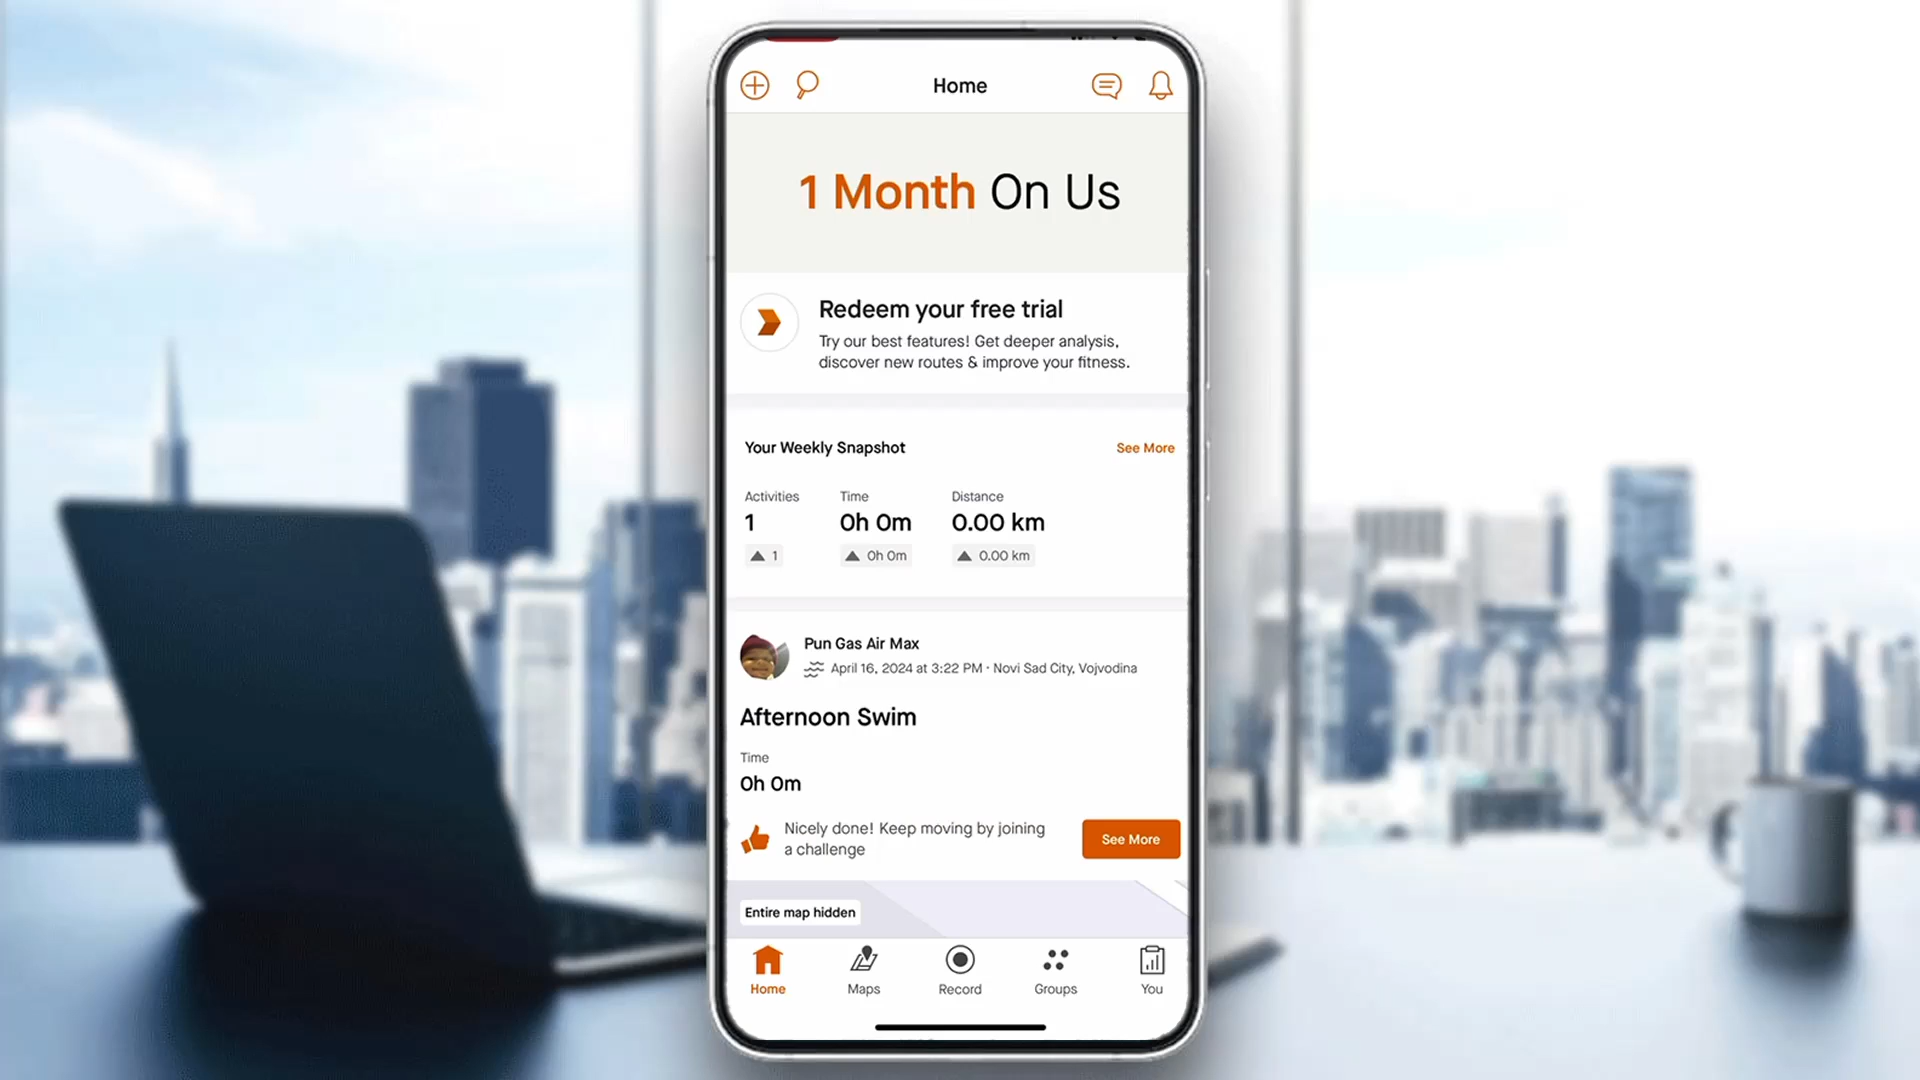 Home
1 Month On Us
Redeem your free trial
Try our best features! Get deeper analysis,
discover new routes & improve your fitness.
Your Weekly Snapshot
See More
Activities
Time
Distance
1
0h 0m
0.00 km
1
0h 0m
0.00 km
Pun Gas Air Max
April 16, 2024 at 3:22 PM · Novi Sad City, Vojvodina
Afternoon Swim
Time
0h 0m
Nicely done! Keep moving by joining
a challenge
See More
Entire map hidden
Home
Maps
Record
Groups
You